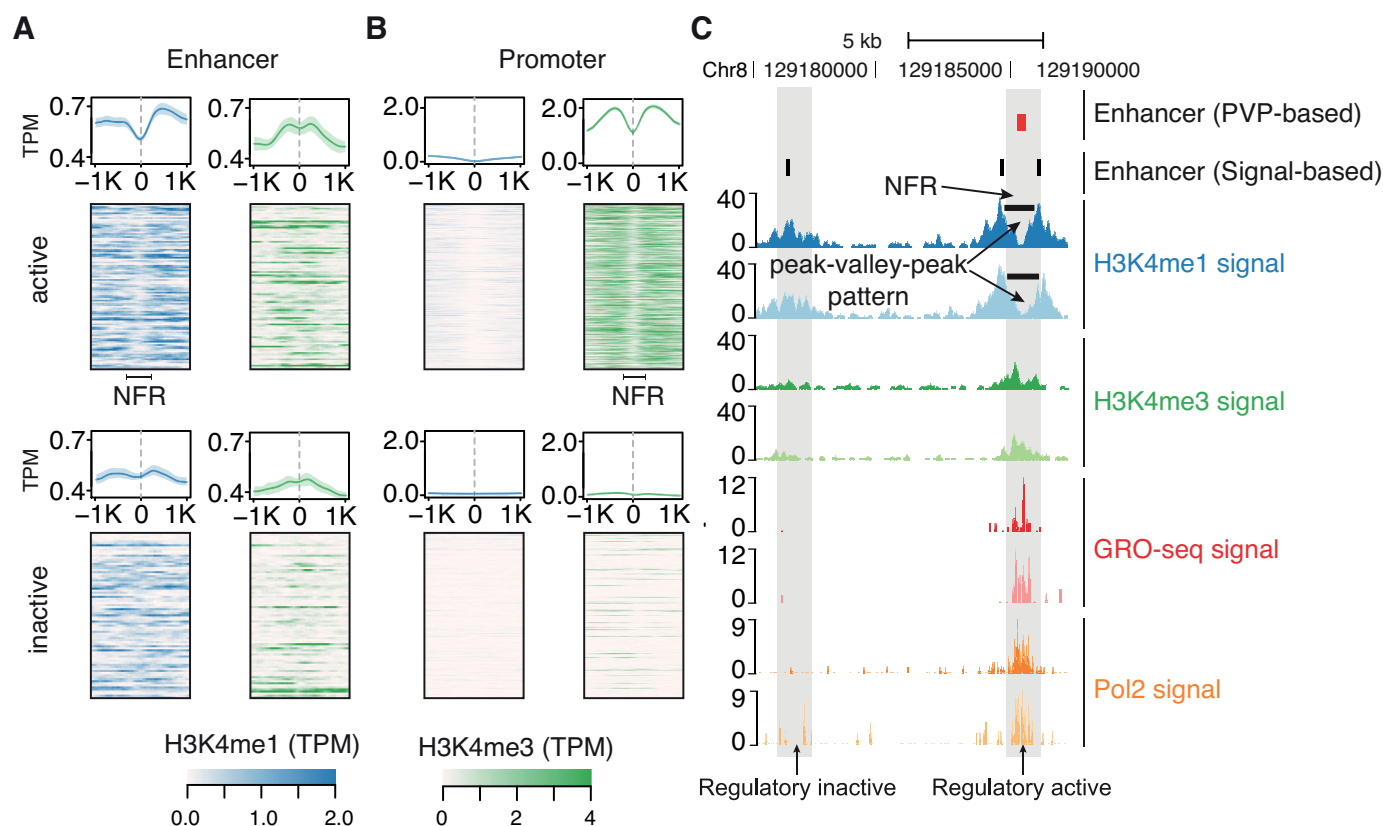 A
B
C
Enhancer
Promoter
5 kb
Chr8 129180000 129185000 129190000
TPM
0.7
0.4
0.7
0.4
2.0
0.0
2.0
0.0
−1K 0 1K
−1K 0 1K
−1K 0 1K
−1K 0 1K
active
NFR
NFR
TPM
0.7
0.4
0.7
0.4
2.0
0.0
2.0
0.0
−1K 0 1K
−1K 0 1K
−1K 0 1K
−1K 0 1K
inactive
H3K4me1 (TPM)
0.0 1.0 2.0
H3K4me3 (TPM)
0 2 4
Enhancer (PVP-based)
Enhancer (Signal-based)
NFR
40
0
peak-valley-peak
pattern
40
0
H3K4me1 signal
40
0
40
0
H3K4me3 signal
12
0
12
0
GRO-seq signal
9
0
9
0
Pol2 signal
Regulatory inactive
Regulatory active